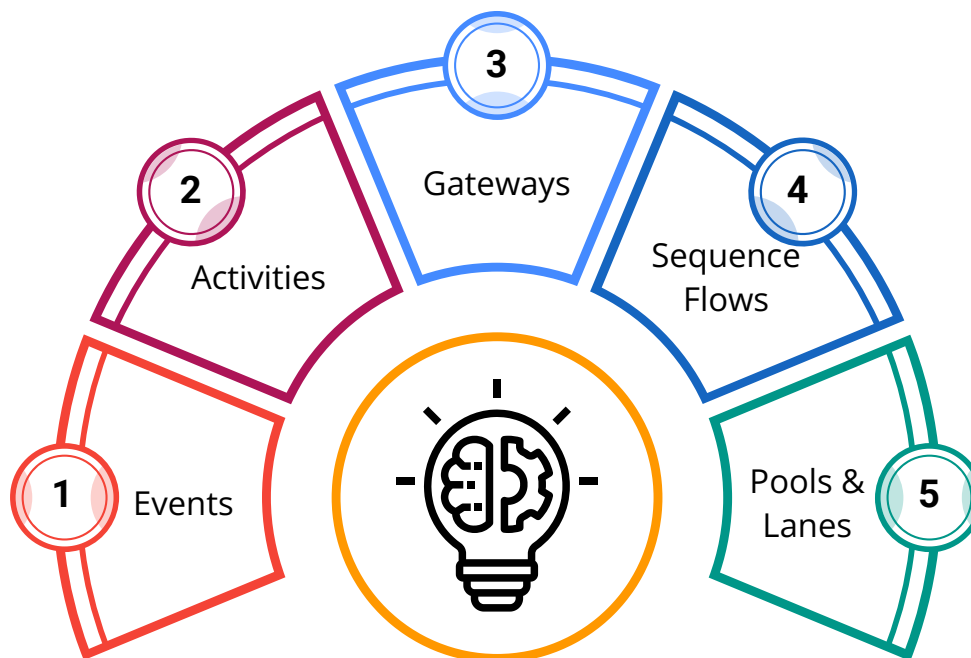 1
Events
2
Activities
3
Gateways
4
Sequence
Flows
5
Pools &
Lanes